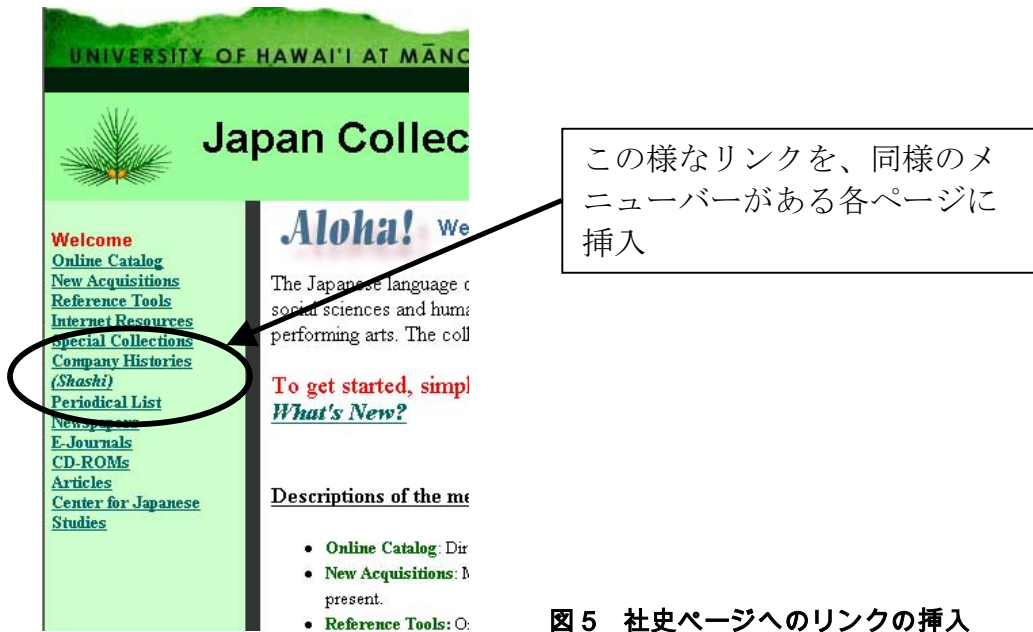 UNIVERSITY OF HAWAI'I AT MĀNO
Japan Collec
Welcome
Online Catalog
New Acquisitions
Reference Tools
Internet Resources
Special Collections
Company Histories
(Shashi)
Periodical List
Newspapers
E-Journals
CD-ROMs
Articles
Center for Japanese
Studies
Aloha! We
The Japanese language c
social sciences and huma
performing arts. The coll
To get started, simpl
What's New?
Descriptions of the me
• Online Catalog: Dir
• New Acquisitions: M
present.
• Reference Tools: O
この様なリンクを、同様のメ
ニューバーがある各ページに
挿入
図５ 社史ページへのリンクの挿入